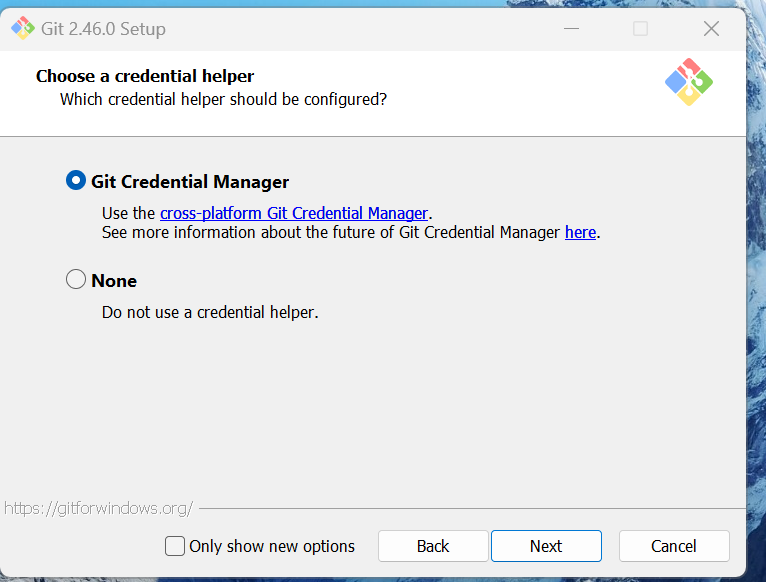 Git 2.46.0 Setup
Choose a credential helper
Which credential helper should be configured?
Git Credential Manager
Use the cross-platform Git Credential Manager.
See more information about the future of Git Credential Manager here.
None
Do not use a credential helper.
https://gitforwindows.org/
Only show new options
Back
Next
Cancel